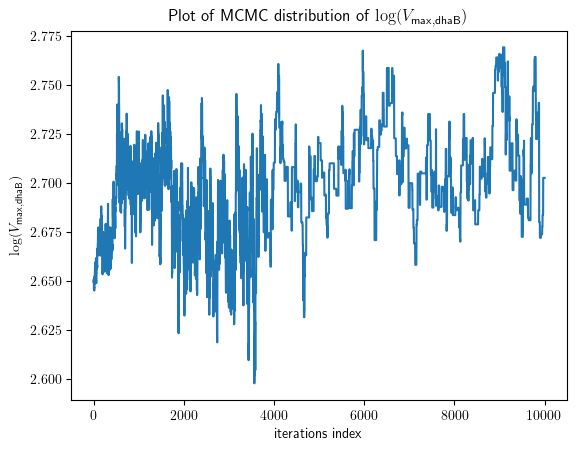 Plot of MCMC distribution of log(V_max,dhaB)
log(V_max,dhaB)
2.775
2.750
2.725
2.700
2.675
2.650
2.625
2.600
0 2000 4000 6000 8000 10000
iterations index